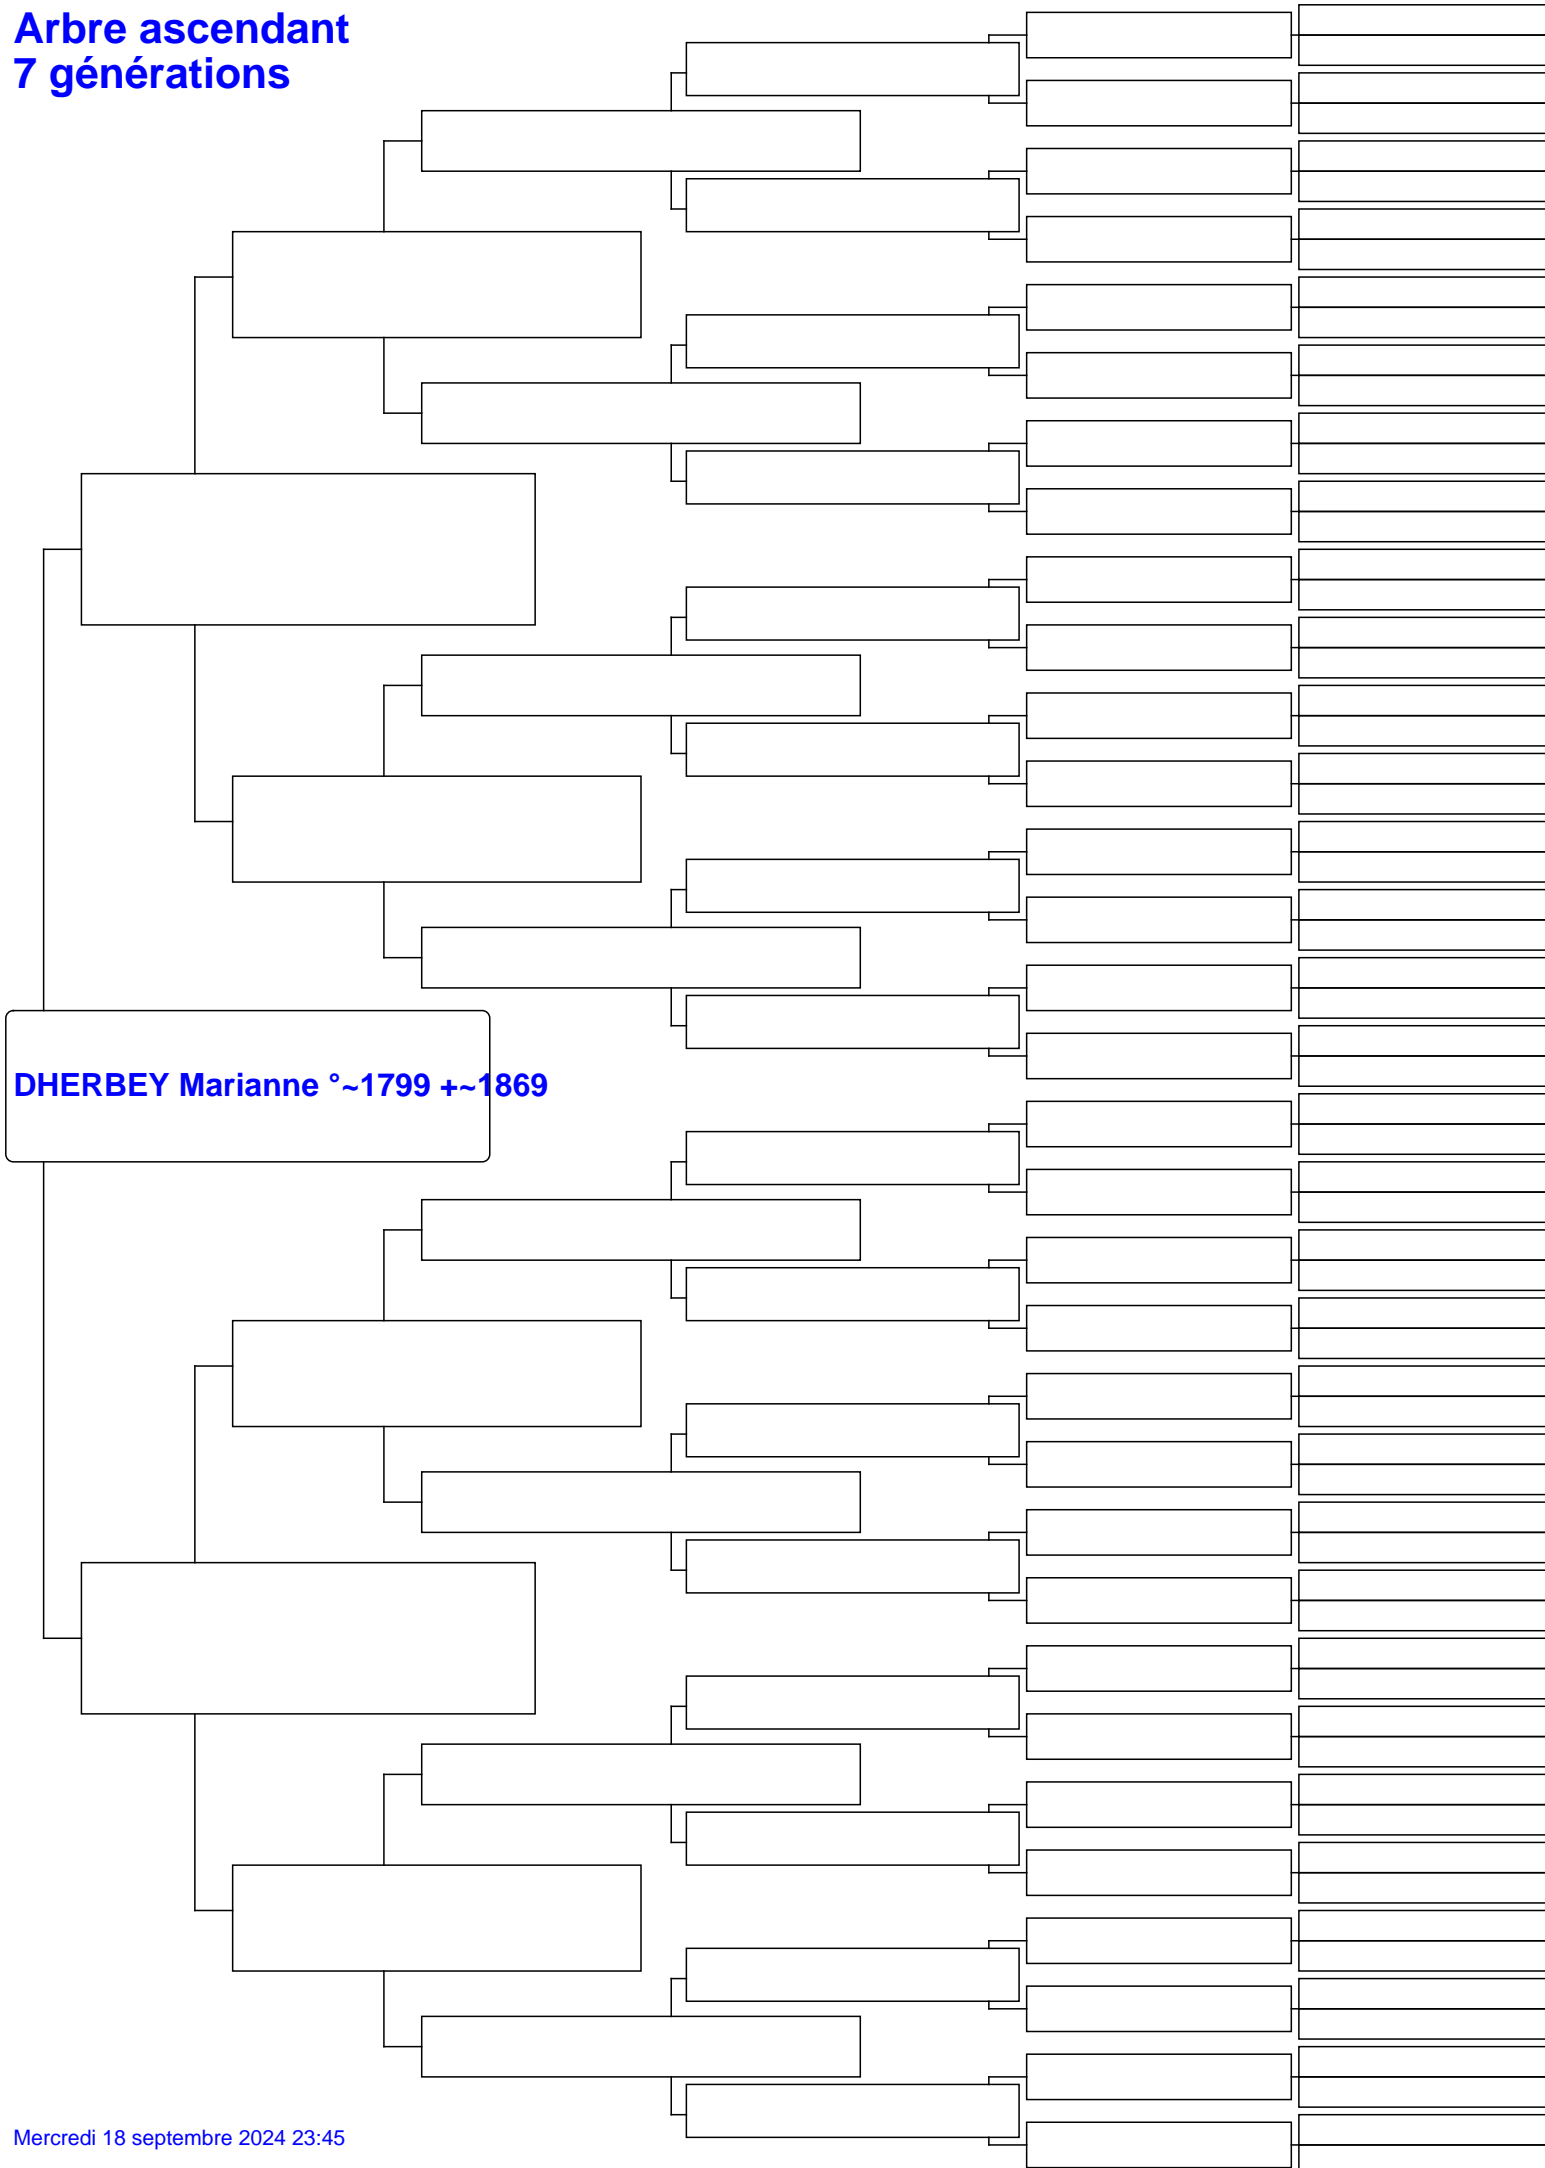 Arbre ascendant
7 générations
DHERBEY Marianne °~1799 +~1869
Mercredi 18 septembre 2024 23:45